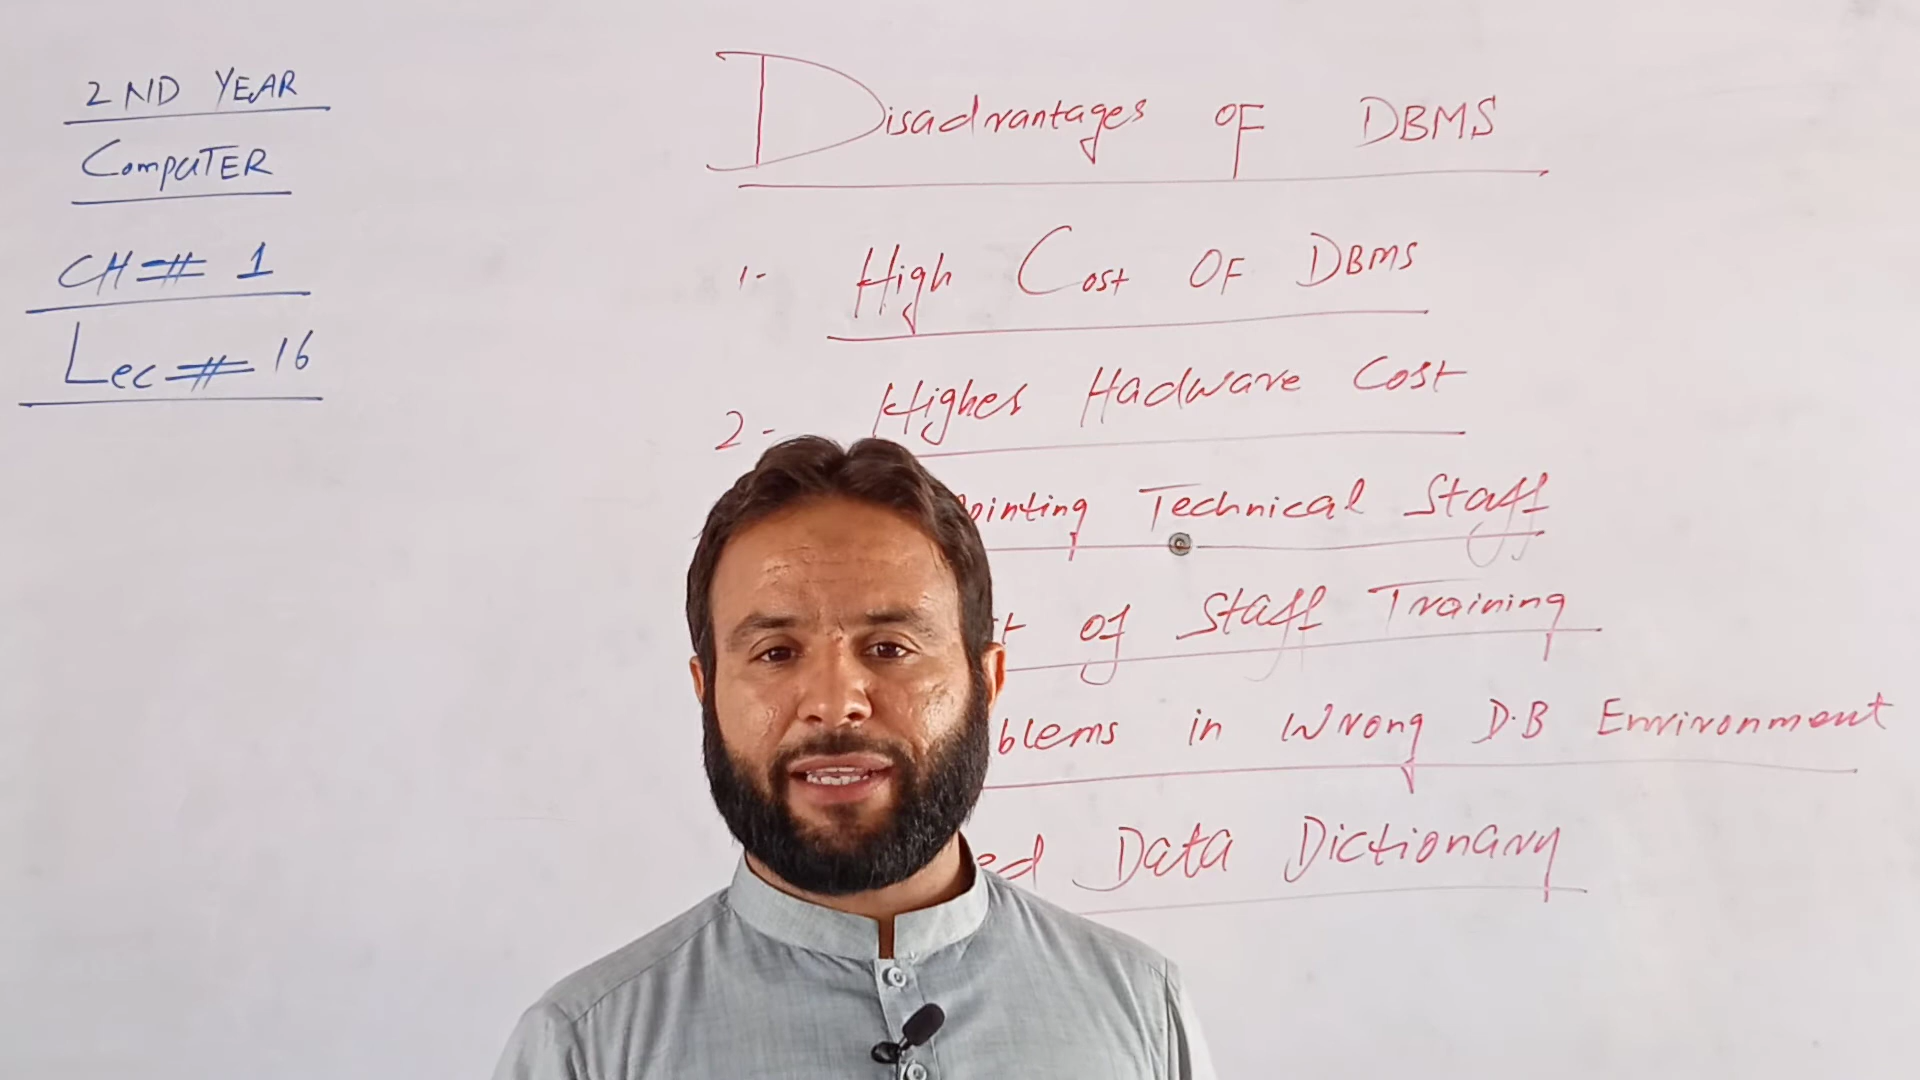 2ND YEAR
COMPUTER
CH # 1
Lec # 16
Disadvantages OF DBMS
1- High Cost OF DBMS
2- Higher Hadware Cost
ointing Technical Staff
t of Staff Training
blems in Wrong D.B Environment
ed Data Dictionary